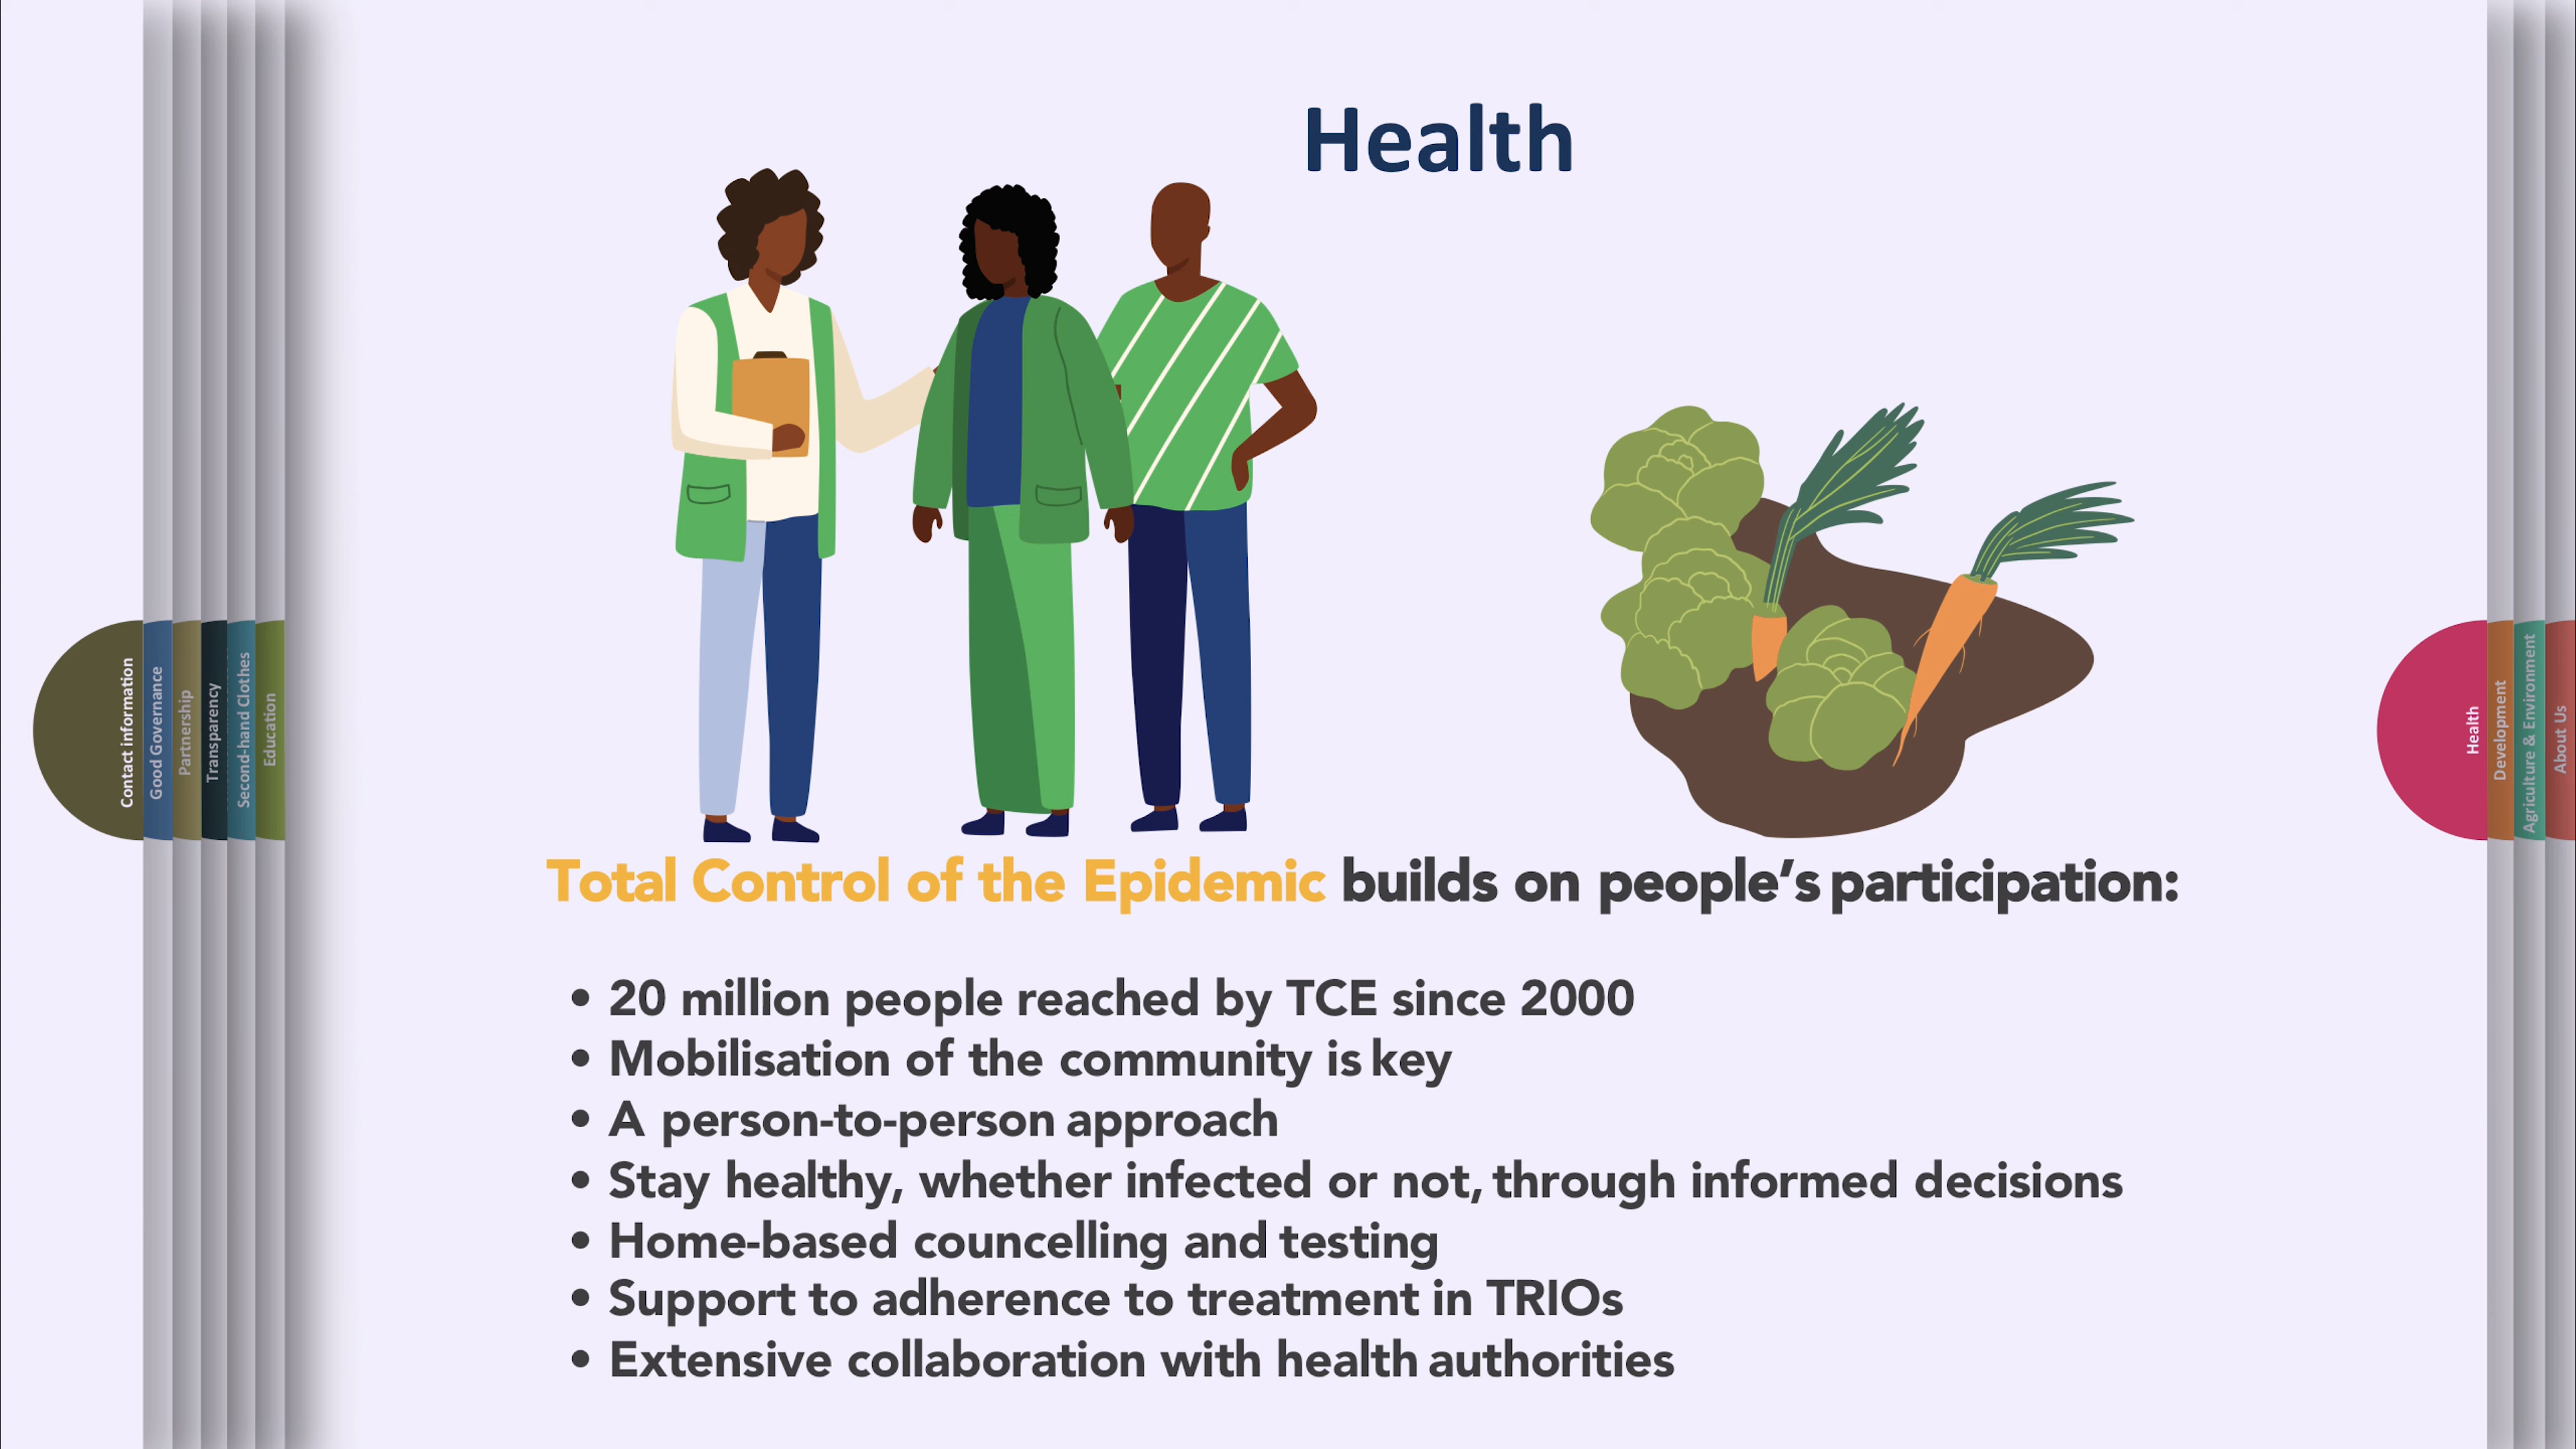 Health
Total Control of the Epidemic builds on people’s participation:
• 20 million people reached by TCE since 2000
• Mobilisation of the community is key
• A person-to-person approach
• Stay healthy, whether infected or not, through informed decisions
• Home-based councelling and testing
• Support to adherence to treatment in TRIOs
• Extensive collaboration with health authorities
Contact information
Good Governance
Partnership
Transparency
Second-hand Clothes
Education
Health
Development
Agriculture & Environment
About Us